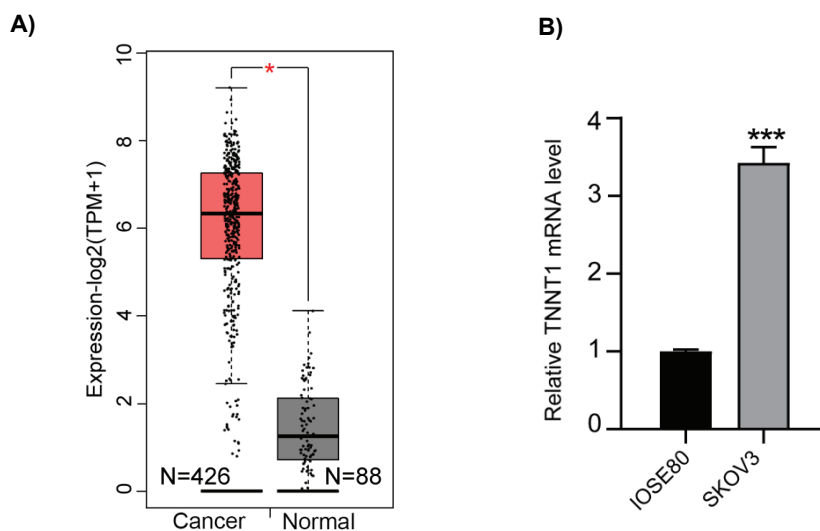 A)
Expression-log2(TPM+1)
10
8
6
4
2
0
*
N=426
N=88
Cancer
Normal
B)
Relative TNNT1 mRNA level
4
3
2
1
0
***
IOSE80
SKOV3